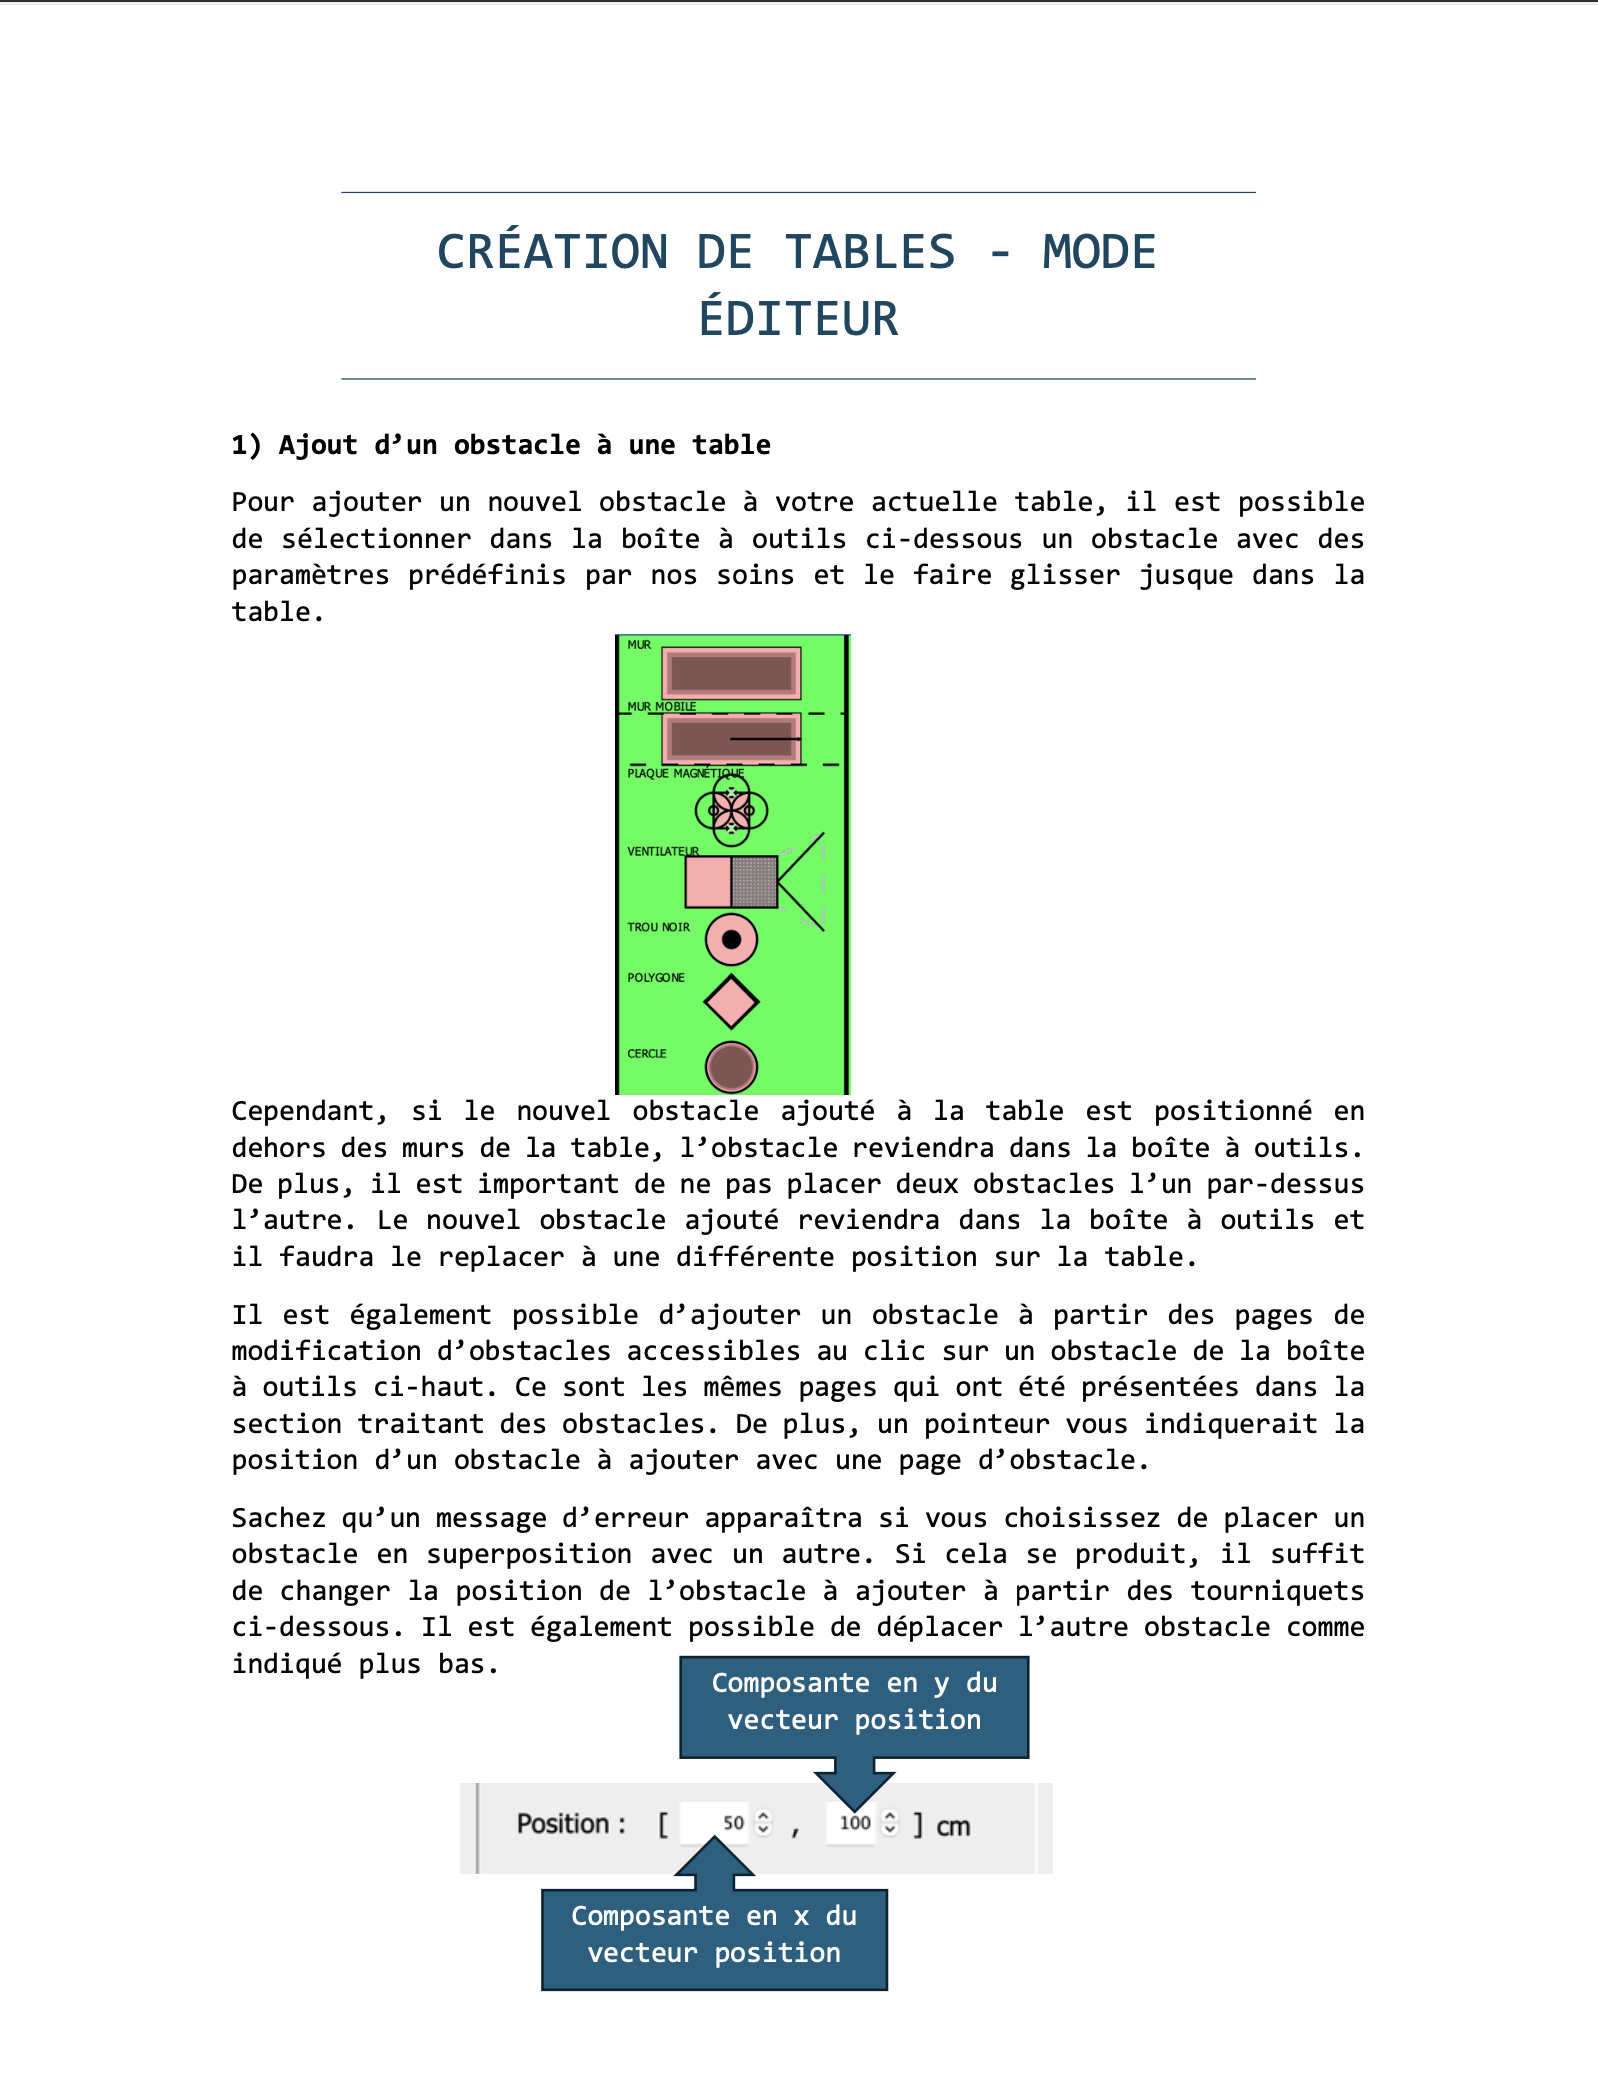 CRÉATION DE TABLES - MODE
ÉDITEUR
1) Ajout d’un obstacle à une table
Pour ajouter un nouvel obstacle à votre actuelle table, il est possible
de sélectionner dans la boîte à outils ci-dessous un obstacle avec des
paramètres prédéfinis par nos soins et le faire glisser jusque dans la
table.
MUR
MUR MOBILE
PLAQUE MAGNÉTIQUE
VENTILATEUR
TROU NOIR
POLYGONE
CERCLE
Cependant, si le nouvel obstacle ajouté à la table est positionné en
dehors des murs de la table, l’obstacle reviendra dans la boîte à outils.
De plus, il est important de ne pas placer deux obstacles l’un par-dessus
l’autre. Le nouvel obstacle ajouté reviendra dans la boîte à outils et
il faudra le replacer à une différente position sur la table.
Il est également possible d’ajouter un obstacle à partir des pages de
modification d’obstacles accessibles au clic sur un obstacle de la boîte
à outils ci-haut. Ce sont les mêmes pages qui ont été présentées dans la
section traitant des obstacles. De plus, un pointeur vous indiquerait la
position d’un obstacle à ajouter avec une page d’obstacle.
Sachez qu’un message d’erreur apparaîtra si vous choisissez de placer un
obstacle en superposition avec un autre. Si cela se produit, il suffit
de changer la position de l’obstacle à ajouter à partir des tourniquets
ci-dessous. Il est également possible de déplacer l’autre obstacle comme
indiqué plus bas.
Composante en y du
vecteur position
Position : [ 50 , 100 ] cm
Composante en x du
vecteur position